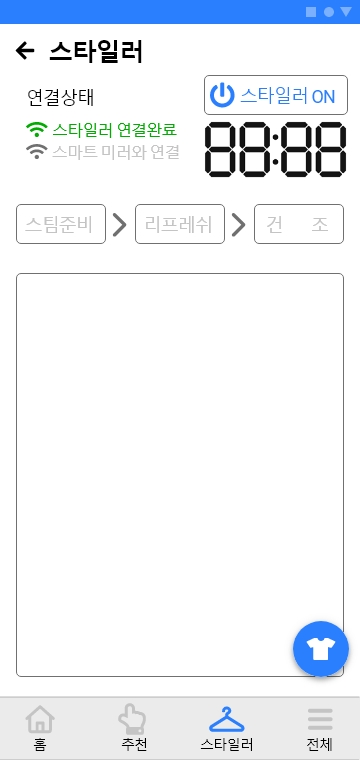 스타일러
연결상태
스타일러 ON
스타일러 연결완료
스마트 미러와 연결
88:88
스팀준비
리프레쉬
건 조
홈
추천
스타일러
전체